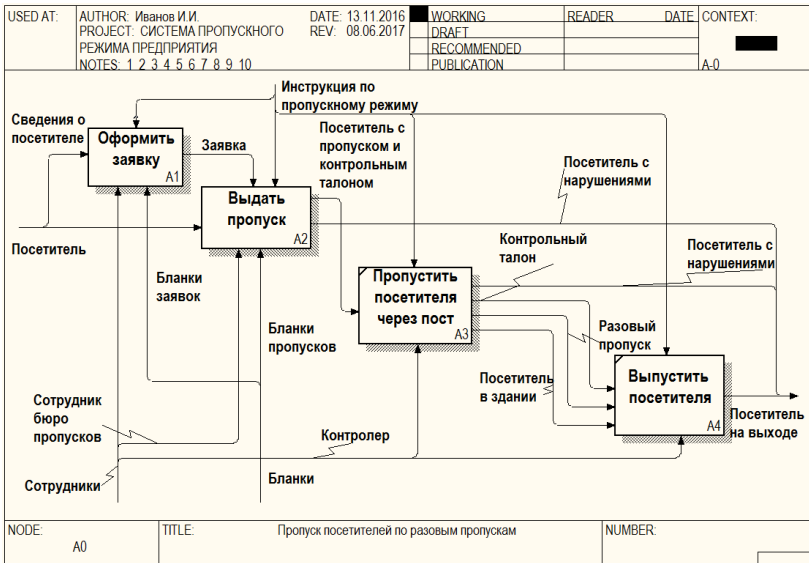 USED AT:
AUTHOR: Иванов И.И.
DATE: 13.11.2016
PROJECT: СИСТЕМА ПРОПУСКНОГО
REV: 08.06.2017
РЕЖИМА ПРЕДПРИЯТИЯ
NOTES: 1 2 3 4 5 6 7 8 9 10
WORKING
DRAFT
RECOMMENDED
PUBLICATION
READER
DATE
CONTEXT:
A-0
Инструкция по
пропускному режиму
Сведения о
посетителе
Оформить
заявку
A1
Заявка
Посетитель с
пропуском и
контрольным
талоном
Посетитель с
нарушениями
Выдать
пропуск
A2
Посетитель
Контрольный
талон
Посетитель с
нарушениями
Бланки
заявок
Пропустить
посетителя
через пост
A3
Бланки
пропусков
Разовый
пропуск
Посетитель
в здании
Выпустить
посетителя
A4
Сотрудник
бюро
пропусков
Посетитель
на выходе
Контролер
Сотрудники
Бланки
NODE:
A0
TITLE:
Пропуск посетителей по разовым пропускам
NUMBER: